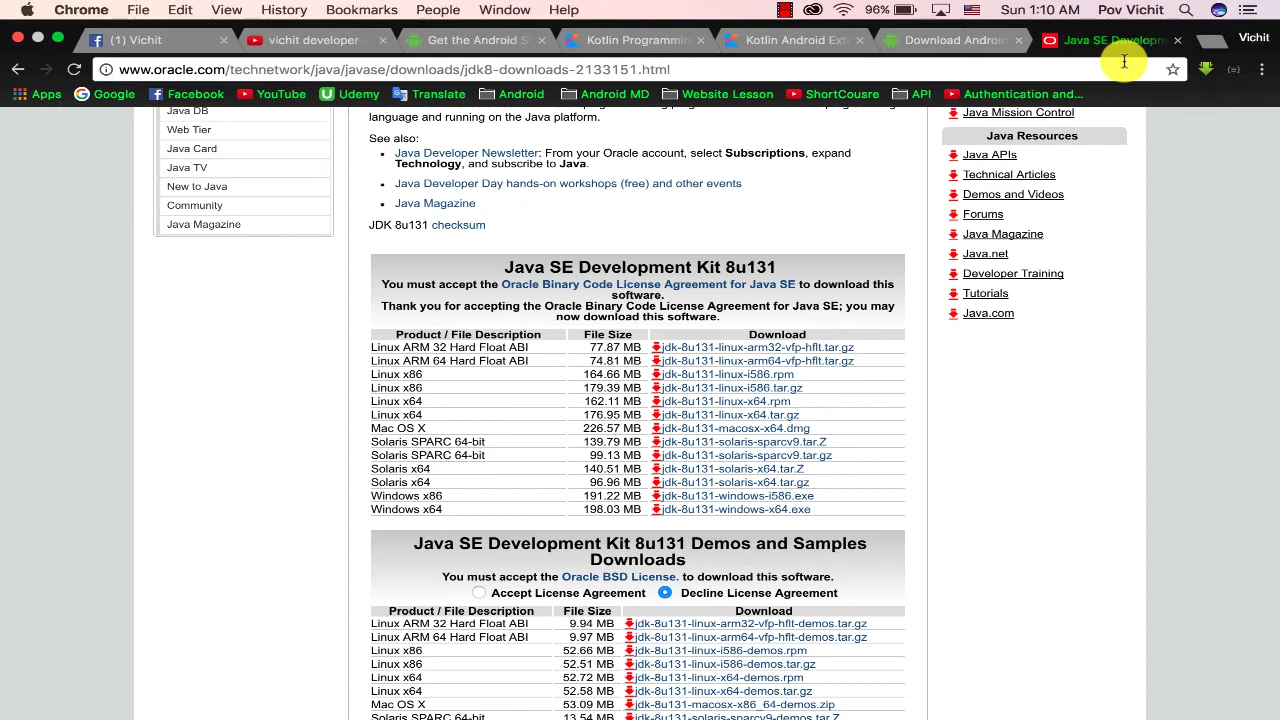 Chrome File Edit View History Bookmarks People Window Help 96% Sun 1:10 AM Pov Vichit
(1) Vichit vichit developer - Get the Android S Kotlin Programmin Kotlin Android Exte Download Android Java SE Developm Vichit
www.oracle.com/technetwork/java/javase/downloads/jdk8-downloads-2133151.html
Apps Google Facebook YouTube Udemy Translate Android Android MD Website Lesson ShortCousre API Authentication and...
Java DB
Web Tier
Java Card
Java TV
New to Java
Community
Java Magazine
language and running on the Java platform.
See also:
Java Developer Newsletter: From your Oracle account, select Subscriptions, expand
Technology, and subscribe to Java.
Java Developer Day hands-on workshops (free) and other events
Java Magazine
JDK 8u131 checksum
Java SE Development Kit 8u131
You must accept the Oracle Binary Code License Agreement for Java SE to download this
software.
Thank you for accepting the Oracle Binary Code License Agreement for Java SE; you may
now download this software.
Product / File Description File Size Download
Linux ARM 32 Hard Float ABI 77.87 MB jdk-8u131-linux-arm32-vfp-hflt.tar.gz
Linux ARM 64 Hard Float ABI 74.81 MB jdk-8u131-linux-arm64-vfp-hflt.tar.gz
Linux x86 164.66 MB jdk-8u131-linux-i586.rpm
Linux x86 179.39 MB jdk-8u131-linux-i586.tar.gz
Linux x64 162.11 MB jdk-8u131-linux-x64.rpm
Linux x64 176.95 MB jdk-8u131-linux-x64.tar.gz
Mac OS X 226.57 MB jdk-8u131-macosx-x64.dmg
Solaris SPARC 64-bit 139.79 MB jdk-8u131-solaris-sparcv9.tar.Z
Solaris SPARC 64-bit 99.13 MB jdk-8u131-solaris-sparcv9.tar.gz
Solaris x64 140.51 MB jdk-8u131-solaris-x64.tar.Z
Solaris x64 96.96 MB jdk-8u131-solaris-x64.tar.gz
Windows x86 191.22 MB jdk-8u131-windows-i586.exe
Windows x64 198.03 MB jdk-8u131-windows-x64.exe
Java SE Development Kit 8u131 Demos and Samples
Downloads
You must accept the Oracle BSD License. to download this software.
Accept License Agreement Decline License Agreement
Product / File Description File Size Download
Linux ARM 32 Hard Float ABI 9.94 MB jdk-8u131-linux-arm32-vfp-hflt-demos.tar.gz
Linux ARM 64 Hard Float ABI 9.97 MB jdk-8u131-linux-arm64-vfp-hflt-demos.tar.gz
Linux x86 52.66 MB jdk-8u131-linux-i586-demos.rpm
Linux x86 52.51 MB jdk-8u131-linux-i586-demos.tar.gz
Linux x64 52.72 MB jdk-8u131-linux-x64-demos.rpm
Linux x64 52.58 MB jdk-8u131-linux-x64-demos.tar.gz
Mac OS X 53.09 MB jdk-8u131-macosx-x86_64-demos.zip
Solaris SPARC 64-bit 13.54 MB jdk-8u131-solaris-sparcv9-demos.tar.Z
Java Mission Control
Java Resources
Java APIs
Technical Articles
Demos and Videos
Forums
Java Magazine
Java.net
Developer Training
Tutorials
Java.com